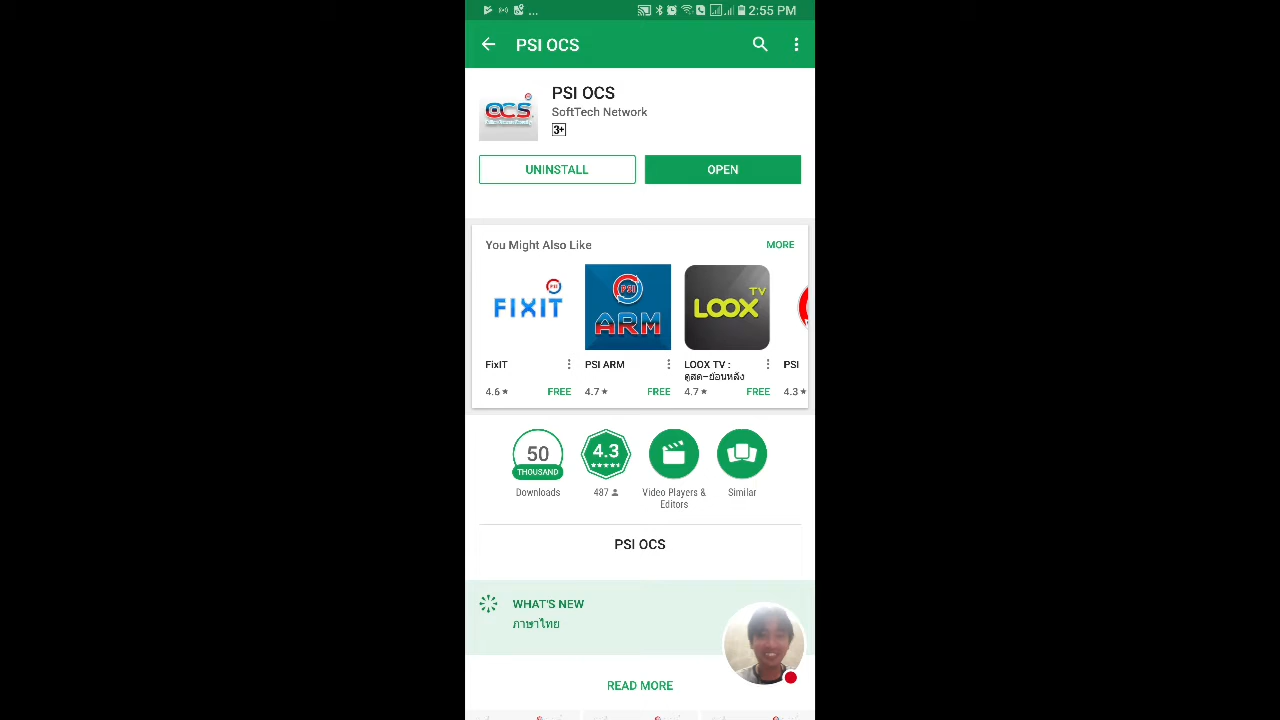 ... 2:55 PM
PSI OCS
PSI OCS
OCS
SoftTech Network
3+
UNINSTALL OPEN
You Might Also Like MORE
PSI
FIXIT
PSI
ARM
LOOX TV
FixIT PSI ARM LOOX TV : PSI
ดูสด–ย้อนหลัง
4.6 FREE 4.7 FREE 4.7 FREE 4.3
50 4.3
THOUSAND
Downloads 487 Video Players & Similar
Editors
PSI OCS
WHAT'S NEW
ภาษาไทย
READ MORE